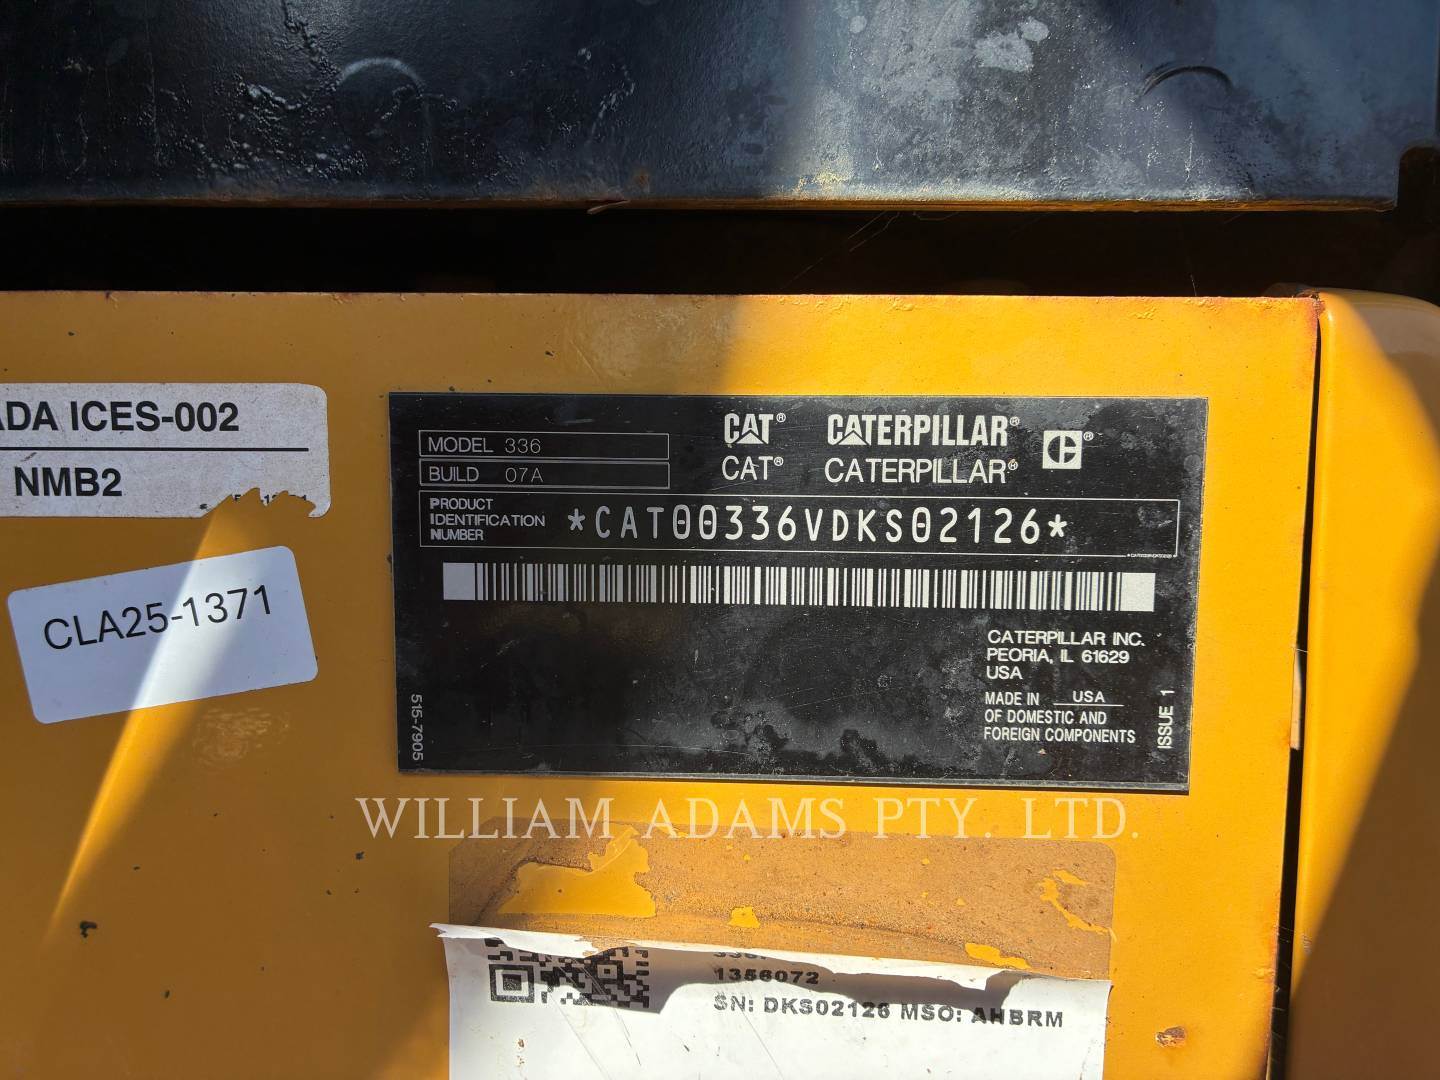 ADA ICES-002
NMB2
CLA25-1371
MODEL 336
BUILD 07A
CAT® CATERPILLAR®
CAT® CATERPILLAR®
PRODUCT
IDENTIFICATION
NUMBER
*CAT00336VDKS02126*
CATERPILLAR INC.
PEORIA, IL 61629
USA
MADE IN USA
OF DOMESTIC AND
FOREIGN COMPONENTS
515-7905
ISSUE 1
WILLIAM ADAMS PTY. LTD.
1356072
SN: DKS02126 MSO: AHBRM